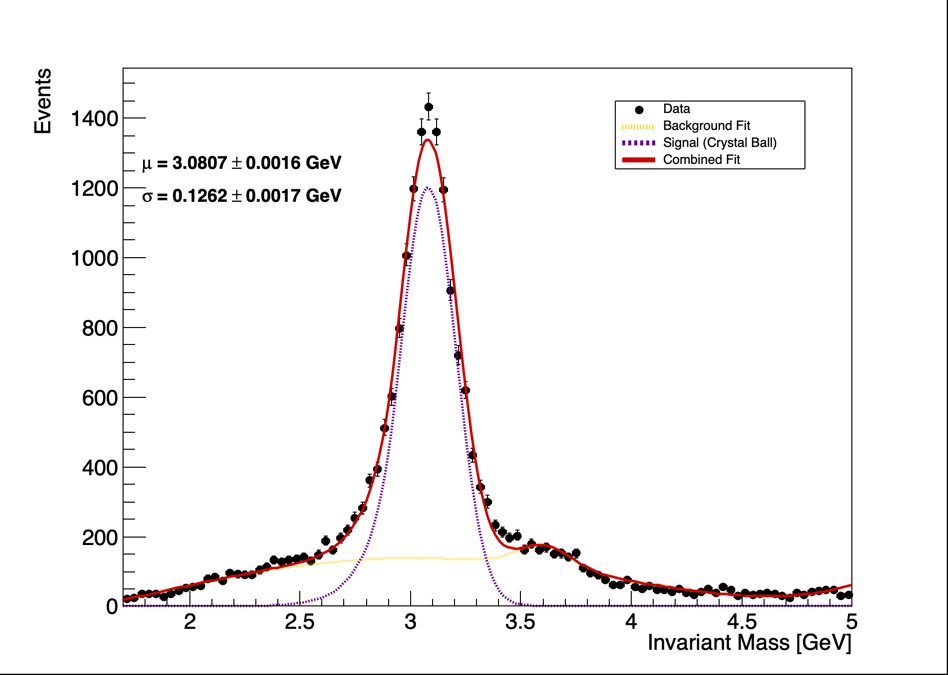 Events
1400
1200
1000
800
600
400
200
0
μ = 3.0807 ± 0.0016 GeV
σ = 0.1262 ± 0.0017 GeV
Data
Background Fit
Signal (Crystal Ball)
Combined Fit
2 2.5 3 3.5 4 4.5 5
Invariant Mass [GeV]